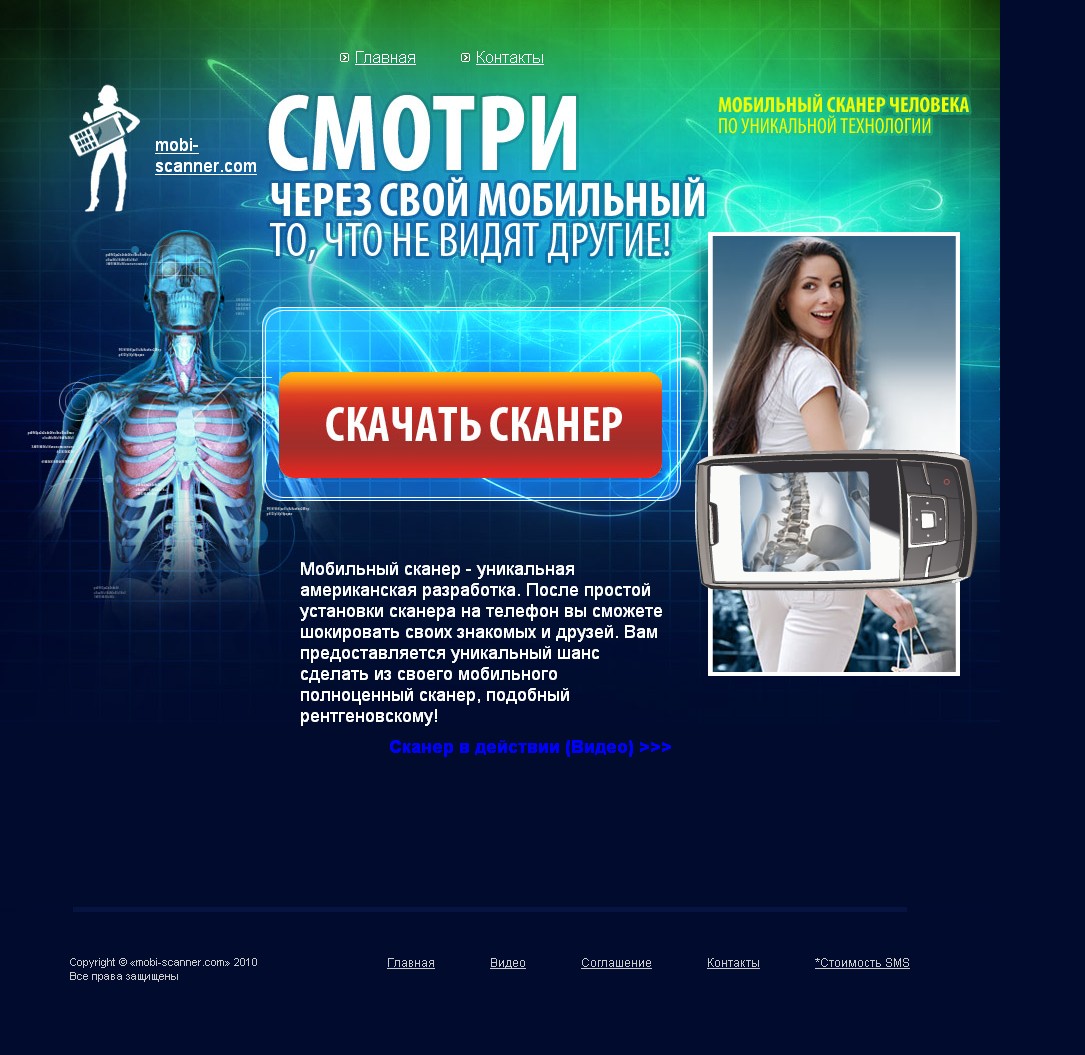 Главная
Контакты
mobi-
scanner.com
СМОТРИ
ЧЕРЕЗ СВОЙ МОБИЛЬНЫЙ
ТО, ЧТО НЕ ВИДЯТ ДРУГИЕ!
МОБИЛЬНЫЙ СКАНЕР ЧЕЛОВЕКА
ПО УНИКАЛЬНОЙ ТЕХНОЛОГИИ
СКАЧАТЬ СКАНЕР
Мобильный сканер - уникальная
американская разработка. После простой
установки сканера на телефон вы сможете
шокировать своих знакомых и друзей. Вам
предоставляется уникальный шанс
сделать из своего мобильного
полноценный сканер, подобный
рентгеновскому!
Сканер в действии (Видео) >>>
Copyright © «mobi-scanner.com» 2010
Все права защищены
Главная
Видео
Соглашение
Контакты
*Стоимость SMS